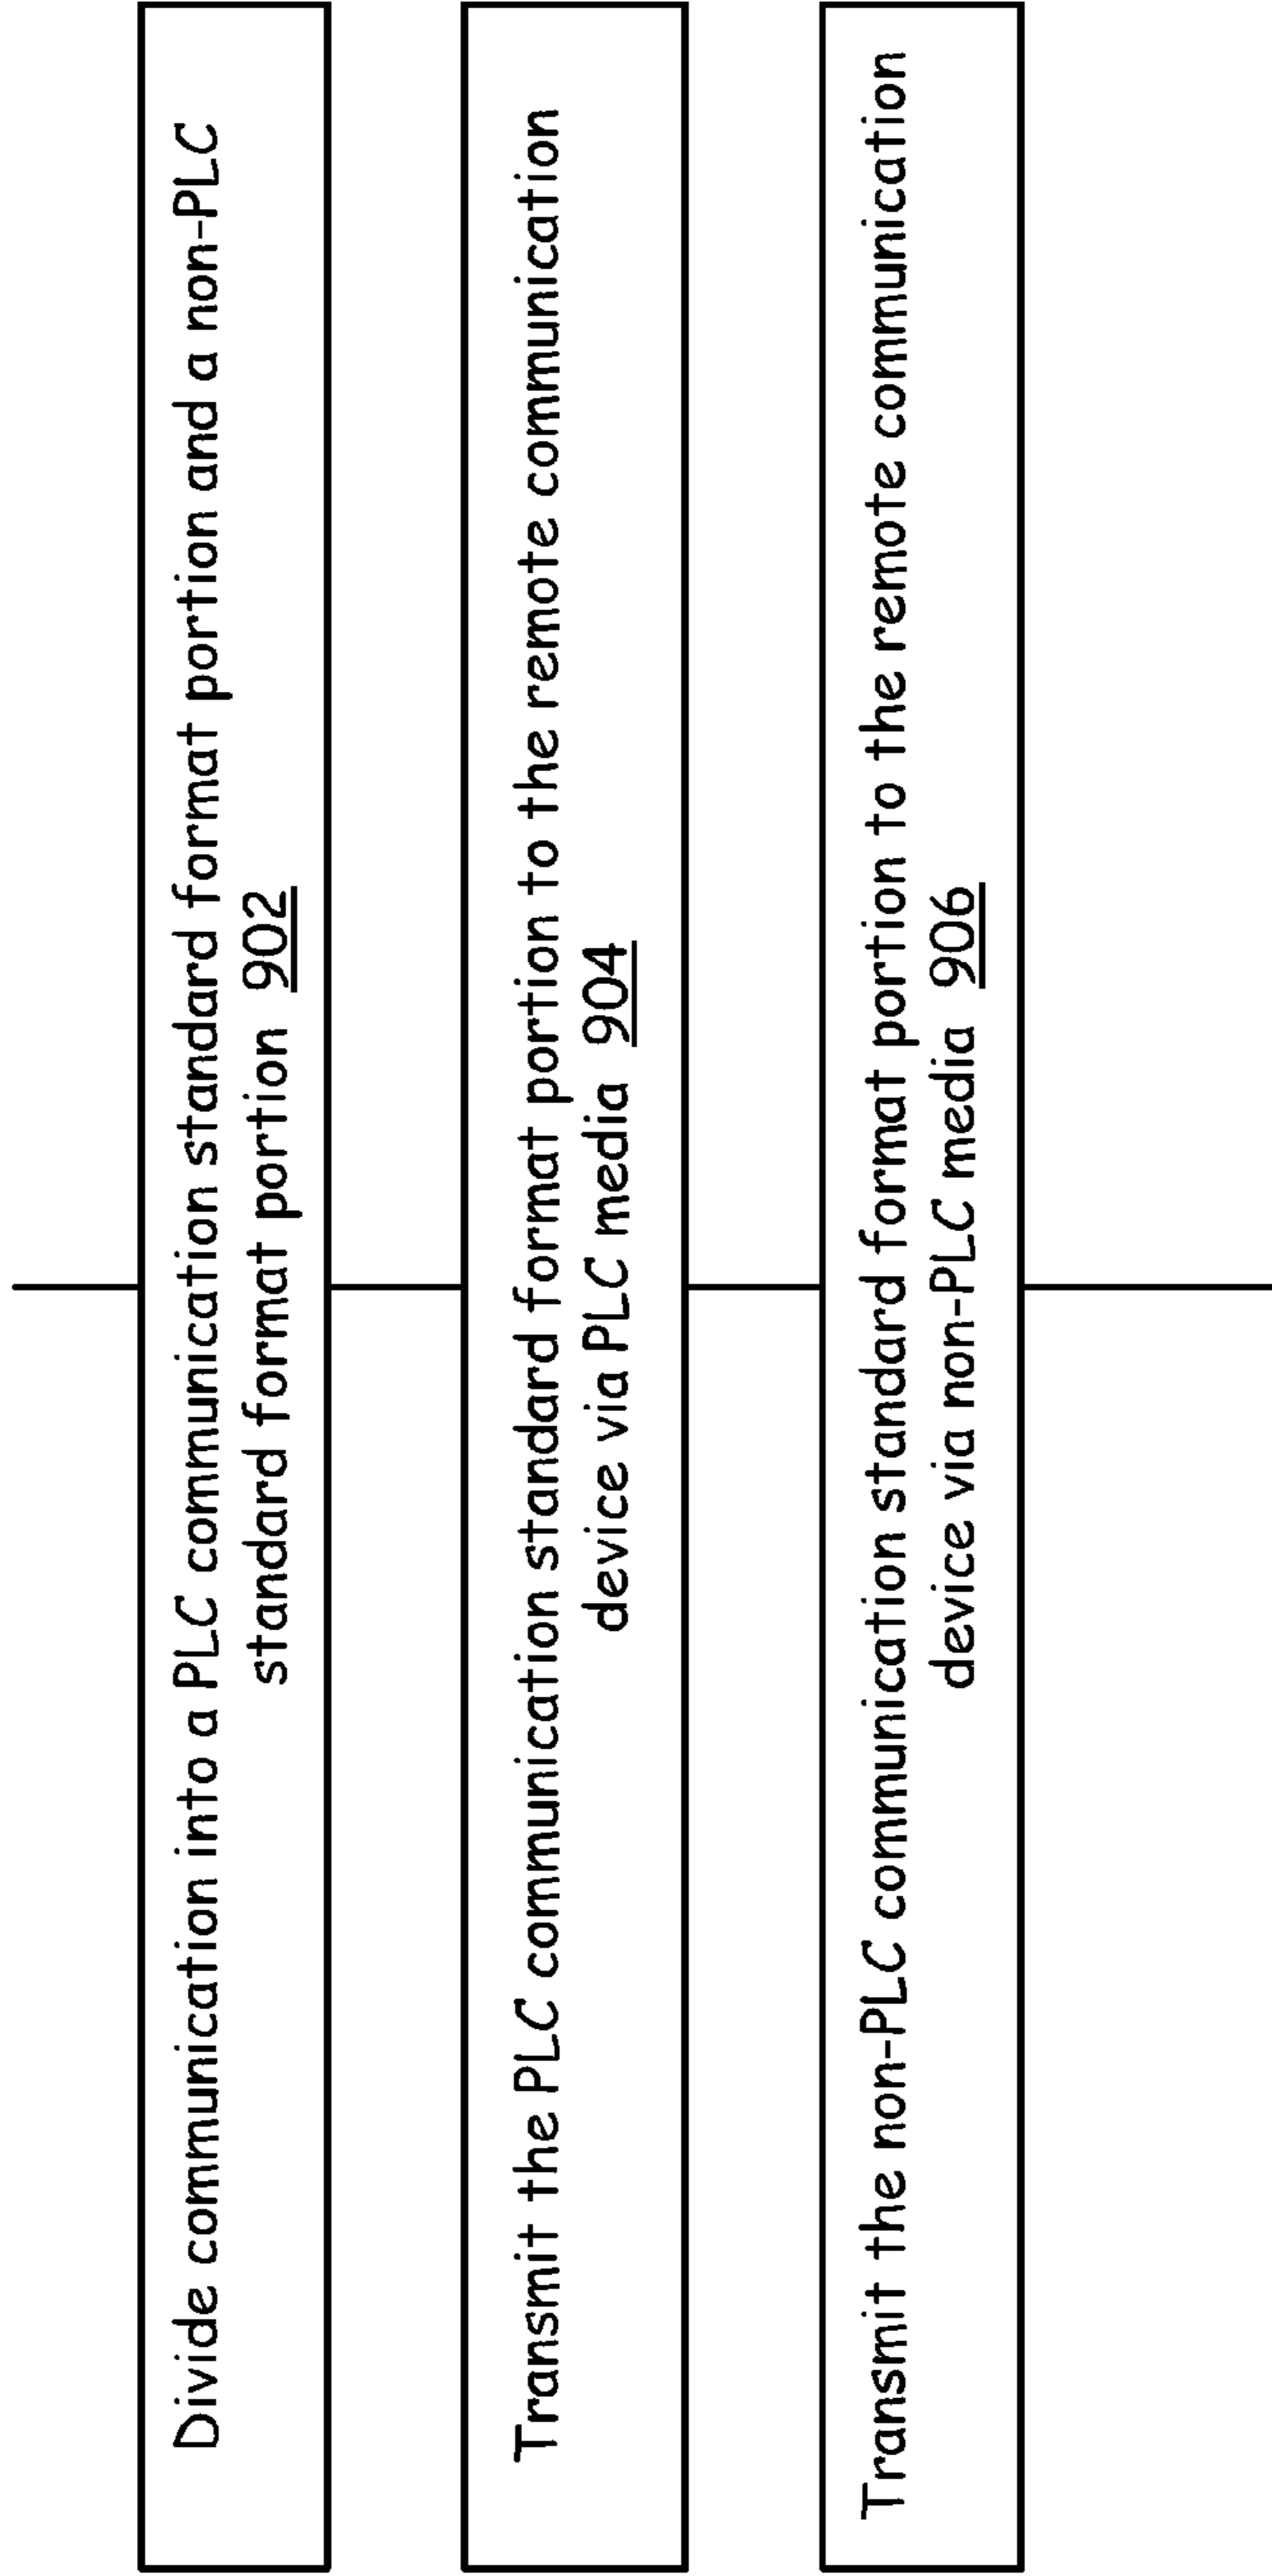 Divide communication into a PLC communication standard format portion and a non-PLC
standard format portion 902
Transmit the PLC communication standard format portion to the remote communication
device via PLC media 904
Transmit the non-PLC communication standard format portion to the remote communication
device via non-PLC media 906